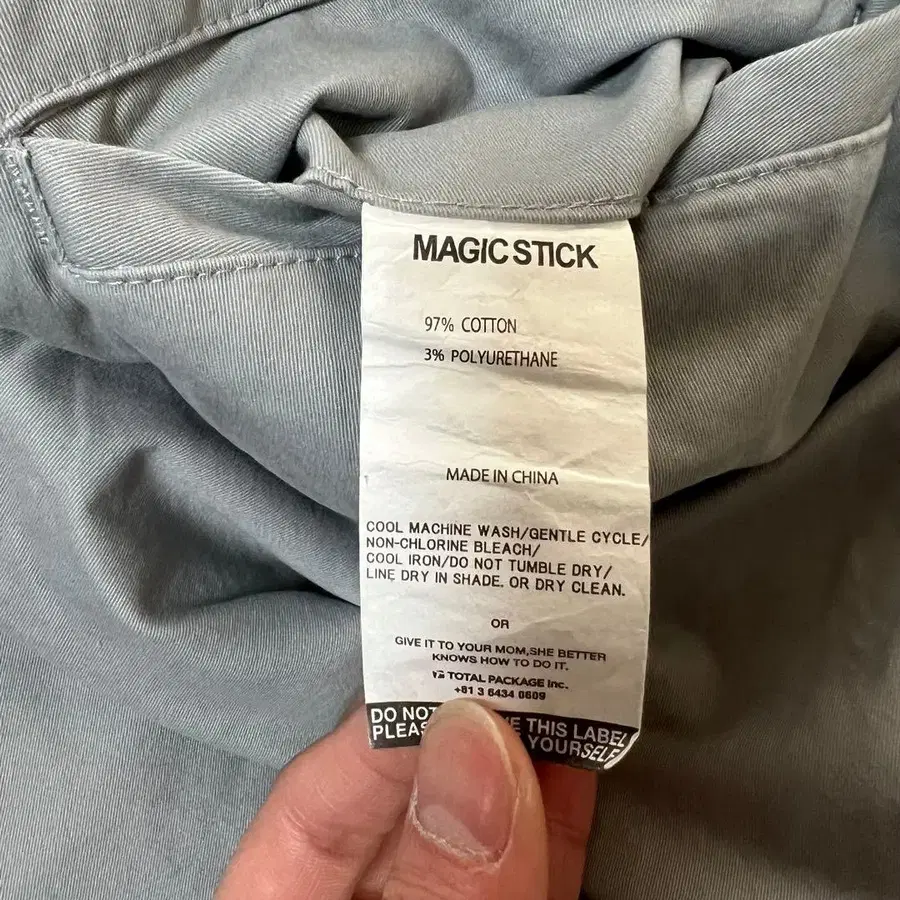 MAGIC STICK
97% COTTON
3% POLYURETHANE
MADE IN CHINA
COOL MACHINE WASH/GENTLE CYCLE/
NON-CHLORINE BLEACH/
COOL IRON/DO NOT TUMBLE DRY/
LINE DRY IN SHADE. OR DRY CLEAN.
OR
GIVE IT TO YOUR MOM,SHE BETTER
KNOWS HOW TO DO IT.
TOTAL PACKAGE Inc.
+81 3 6434 0609
DO NOT THIS LABEL
YOURSELF